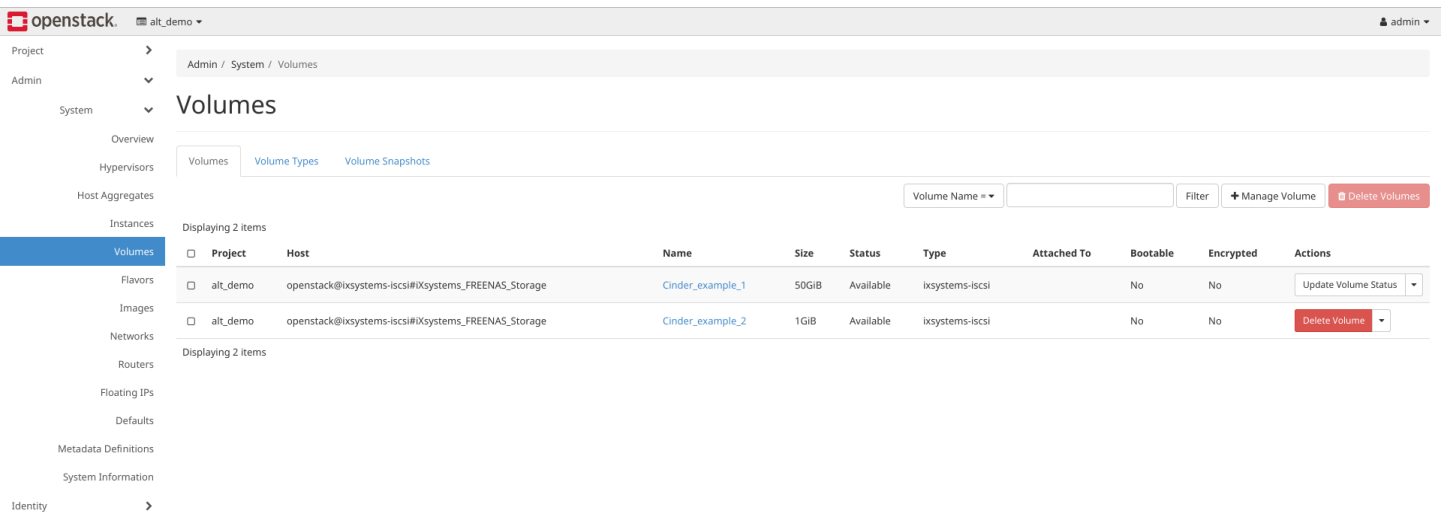 openstack. alt_demo admin
Project
Admin / System / Volumes
Admin
System
Volumes
Overview
Volumes Volume Types Volume Snapshots
Hypervisors
Host Aggregates
Volume Name = Filter Manage Volume Delete Volumes
Instances
Displaying 2 items
Volumes
Project Host Name Size Status Type Attached To Bootable Encrypted Actions
Flavors
alt_demo openstack@ixsystems-iscsi#iXsystems_FREENAS_Storage Cinder_example_1 50GiB Available ixsystems-iscsi No No Update Volume Status
Images
alt_demo openstack@ixsystems-iscsi#iXsystems_FREENAS_Storage Cinder_example_2 1GiB Available ixsystems-iscsi No No Delete Volume
Networks
Displaying 2 items
Routers
Floating IPs
Defaults
Metadata Definitions
System Information
Identity